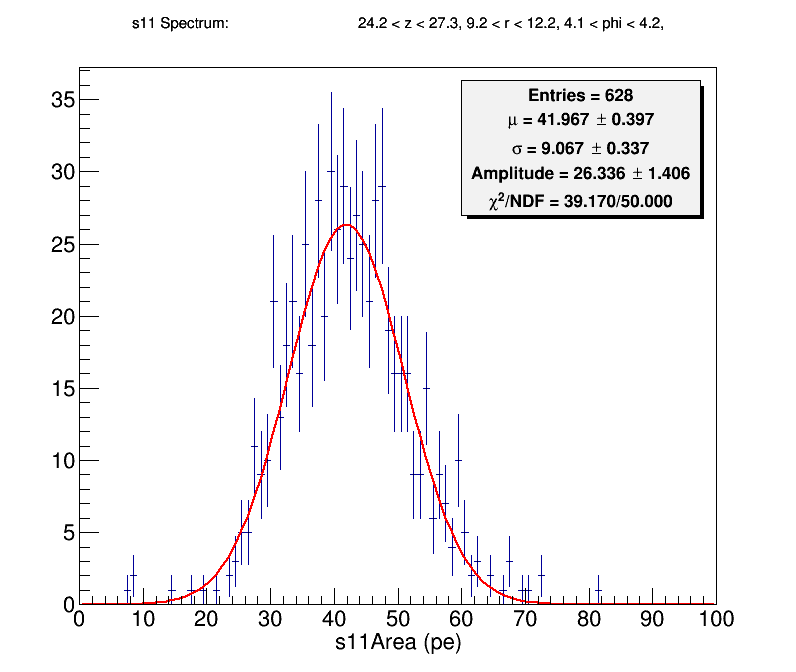 s11 Spectrum: 24.2 < z < 27.3, 9.2 < r < 12.2, 4.1 < phi < 4.2,
Entries = 628
μ = 41.967 ± 0.397
σ = 9.067 ± 0.337
Amplitude = 26.336 ± 1.406
χ²/NDF = 39.170/50.000
35
30
25
20
15
10
5
0
0 10 20 30 40 50 60 70 80 90 100
s11Area (pe)